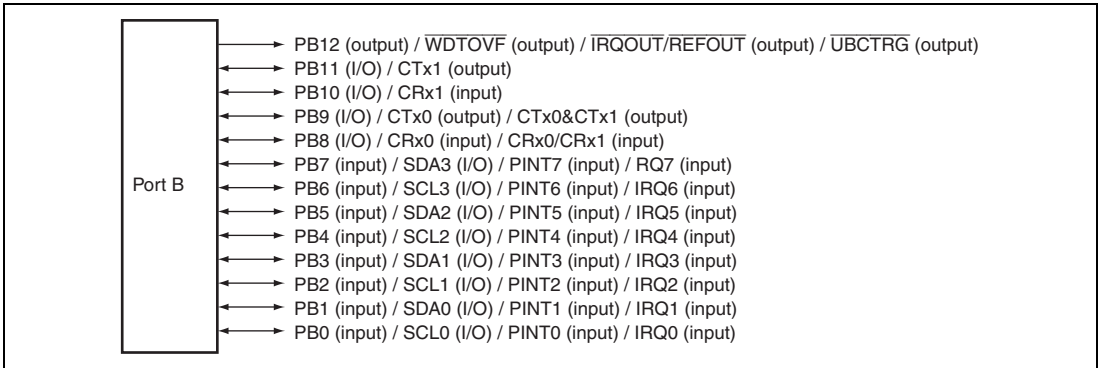 PB12 (output) / WDTOVF (output) / IRQOUT/REFOUT (output) / UBCTRG (output)
PB11 (I/O) / CTx1 (output)
PB10 (I/O) / CRx1 (input)
PB9 (I/O) / CTx0 (output) / CTx0&CTx1 (output)
PB8 (I/O) / CRx0 (input) / CRx0/CRx1 (input)
PB7 (input) / SDA3 (I/O) / PINT7 (input) / RQ7 (input)
Port B
PB6 (input) / SCL3 (I/O) / PINT6 (input) / IRQ6 (input)
PB5 (input) / SDA2 (I/O) / PINT5 (input) / IRQ5 (input)
PB4 (input) / SCL2 (I/O) / PINT4 (input) / IRQ4 (input)
PB3 (input) / SDA1 (I/O) / PINT3 (input) / IRQ3 (input)
PB2 (input) / SCL1 (I/O) / PINT2 (input) / IRQ2 (input)
PB1 (input) / SDA0 (I/O) / PINT1 (input) / IRQ1 (input)
PB0 (input) / SCL0 (I/O) / PINT0 (input) / IRQ0 (input)